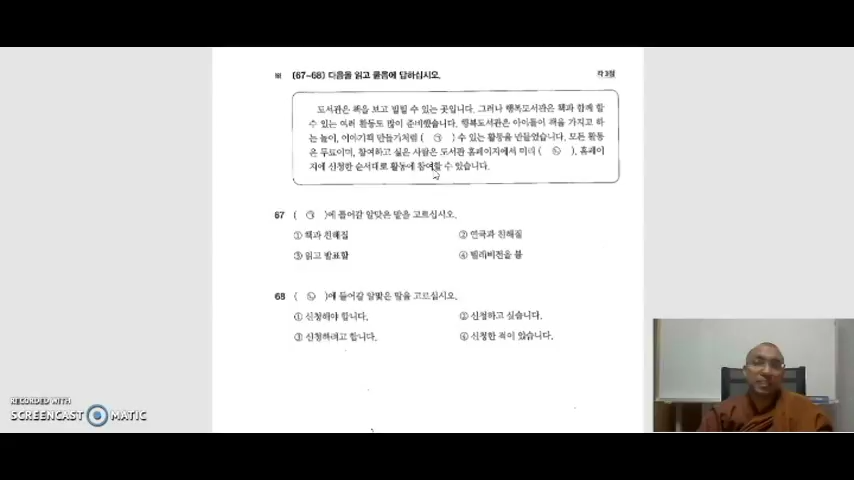 ※ [67~68] 다음을 읽고 물음에 답하십시오. 각 3점
도서관은 책을 보고 빌릴 수 있는 곳입니다. 그러나 행복도서관은 책과 함께 할
수 있는 여러 활동도 많이 준비했습니다. 행복도서관은 아이들이 책을 가지고 하
는 놀이, 이야기책 만들기처럼 ( ㉠ ) 수 있는 활동을 만들었습니다. 모든 활동
은 무료이며, 참여하고 싶은 사람은 도서관 홈페이지에서 미리 ( ㉡ ). 홈페이
지에 신청한 순서대로 활동에 참여할 수 있습니다.
67 ( ㉠ )에 들어갈 알맞은 말을 고르십시오.
① 책과 친해질 ② 연극과 친해질
③ 읽고 발표할 ④ 텔레비전을 볼
68 ( ㉡ )에 들어갈 알맞은 말을 고르십시오.
① 신청해야 합니다. ② 신청하고 싶습니다.
③ 신청하려고 합니다. ④ 신청한 적이 있습니다.
RECORDED WITH
SCREENCAST MATIC